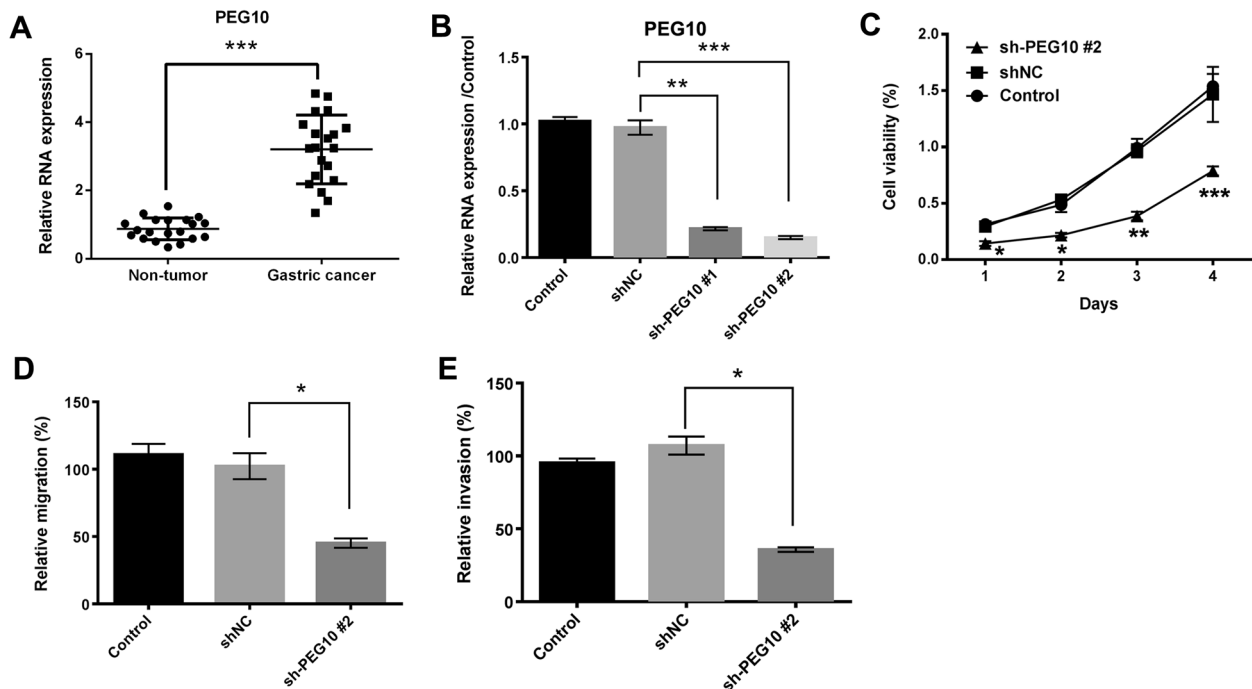 A
PEG10
***
Relative RNA expression
6
4
2
0
Non-tumor
Gastric cancer
B
PEG10
***
**
Relative RNA expression /Control
1.5
1.0
0.5
0.0
Control
shNC
sh-PEG10 #1
sh-PEG10 #2
C
sh-PEG10 #2
shNC
Control
Cell viability (%)
2.0
1.5
1.0
0.5
0.0
*
*
**
***
1
2
3
4
Days
D
*
Relative migration (%)
150
100
50
0
Control
shNC
sh-PEG10 #2
E
*
Relative invasion (%)
150
100
50
0
Control
shNC
sh-PEG10 #2